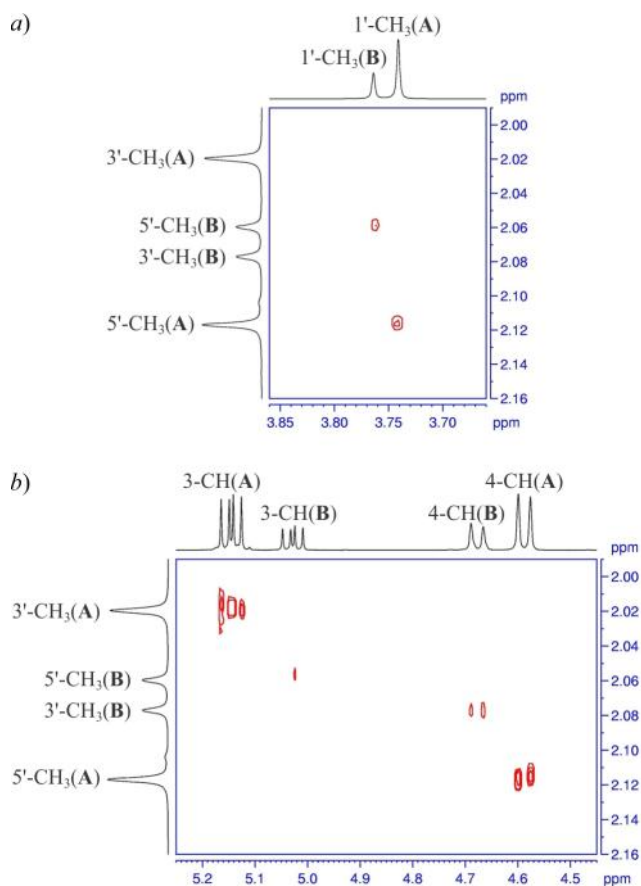 a)
1'-CH₃(A)
1'-CH₃(B)
ppm
3'-CH₃(A)
5'-CH₃(B)
3'-CH₃(B)
5'-CH₃(A)
2.00
2.02
2.04
2.06
2.08
2.10
2.12
2.14
2.16
3.85 3.80 3.75 3.70 ppm
b)
3-CH(A) 4-CH(A)
3-CH(B) 4-CH(B)
ppm
3'-CH₃(A)
5'-CH₃(B)
3'-CH₃(B)
5'-CH₃(A)
2.00
2.02
2.04
2.06
2.08
2.10
2.12
2.14
2.16
5.2 5.1 5.0 4.9 4.8 4.7 4.6 4.5 ppm